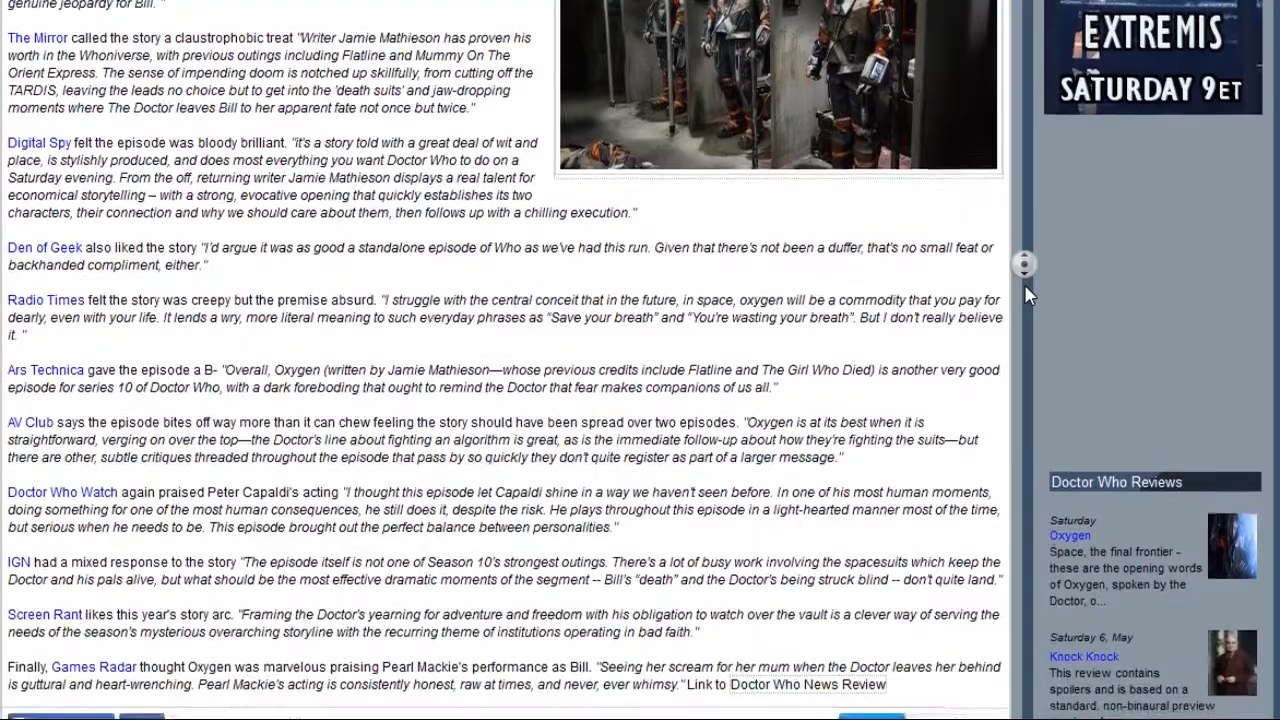 genuine jeopardy for Bill. "
The Mirror called the story a claustrophobic treat "Writer Jamie Mathieson has proven his
worth in the Whoniverse, with previous outings including Flatline and Mummy On The
Orient Express. The sense of impending doom is notched up skillfully, from cutting off the
TARDIS, leaving the leads no choice but to get into the 'death suits' and jaw-dropping
moments where The Doctor leaves Bill to her apparent fate not once but twice."
Digital Spy felt the episode was bloody brilliant. "it's a story told with a great deal of wit and
place, is stylishly produced, and does most everything you want Doctor Who to do on a
Saturday evening. From the off, returning writer Jamie Mathieson displays a real talent for
economical storytelling – with a strong, evocative opening that quickly establishes its two
characters, their connection and why we should care about them, then follows up with a chilling execution."
Den of Geek also liked the story "I'd argue it was as good a standalone episode of Who as we've had this run. Given that there's not been a duffer, that's no small feat or
backhanded compliment, either."
Radio Times felt the story was creepy but the premise absurd. "I struggle with the central conceit that in the future, in space, oxygen will be a commodity that you pay for
dearly, even with your life. It lends a wry, more literal meaning to such everyday phrases as “Save your breath” and “You're wasting your breath”. But I don't really believe
it. "
Ars Technica gave the episode a B- "Overall, Oxygen (written by Jamie Mathieson—whose previous credits include Flatline and The Girl Who Died) is another very good
episode for series 10 of Doctor Who, with a dark foreboding that ought to remind the Doctor that fear makes companions of us all."
AV Club says the episode bites off way more than it can chew feeling the story should have been spread over two episodes. "Oxygen is at its best when it is
straightforward, verging on over the top—the Doctor's line about fighting an algorithm is great, as is the immediate follow-up about how they're fighting the suits—but
there are other, subtle critiques threaded throughout the episode that pass by so quickly they don't quite register as part of a larger message."
Doctor Who Watch again praised Peter Capaldi's acting "I thought this episode let Capaldi shine in a way we haven't seen before. In one of his most human moments,
doing something for one of the most human consequences, he still does it, despite the risk. He plays throughout this episode in a light-hearted manner most of the time,
but serious when he needs to be. This episode brought out the perfect balance between personalities."
IGN had a mixed response to the story "The episode itself is not one of Season 10's strongest outings. There's a lot of busy work involving the spacesuits which keep the
Doctor and his pals alive, but what should be the most effective dramatic moments of the segment -- Bill's “death” and the Doctor's being struck blind -- don't quite land."
Screen Rant likes this year's story arc. "Framing the Doctor's yearning for adventure and freedom with his obligation to watch over the vault is a clever way of serving the
needs of the season's mysterious overarching storyline with the recurring theme of institutions operating in bad faith."
Finally, Games Radar thought Oxygen was marvelous praising Pearl Mackie's performance as Bill. "Seeing her scream for her mum when the Doctor leaves her behind
is guttural and heart-wrenching. Pearl Mackie's acting is consistently honest, raw at times, and never, ever whimsy." Link to Doctor Who News Review
EXTREMIS
SATURDAY 9ET
Doctor Who Reviews
Saturday
Oxygen
Space, the final frontier -
these are the opening words
of Oxygen, spoken by the
Doctor, o...
Saturday 6, May
Knock Knock
This review contains
spoilers and is based on a
standard, non-binaural preview